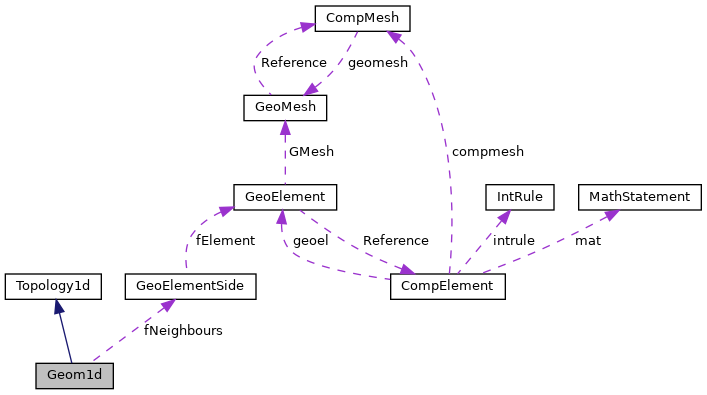 CompMesh
Reference
geomesh
GeoMesh
GMesh
compmesh
GeoElement
IntRule
MathStatement
fElement
geoel
Reference
intrule
mat
Topology1d
GeoElementSide
CompElement
fNeighbours
Geom1d